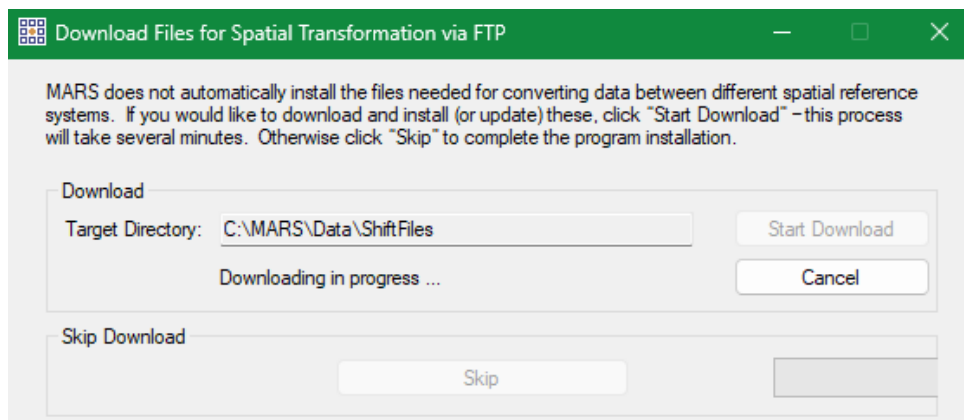 Download Files for Spatial Transformation via FTP
MARS does not automatically install the files needed for converting data between different spatial reference
systems. If you would like to download and install (or update) these, click "Start Download" - this process
will take several minutes. Otherwise click "Skip" to complete the program installation.
Download
Target Directory: C:\MARS\Data\ShiftFiles Start Download
Downloading in progress ... Cancel
Skip Download
Skip